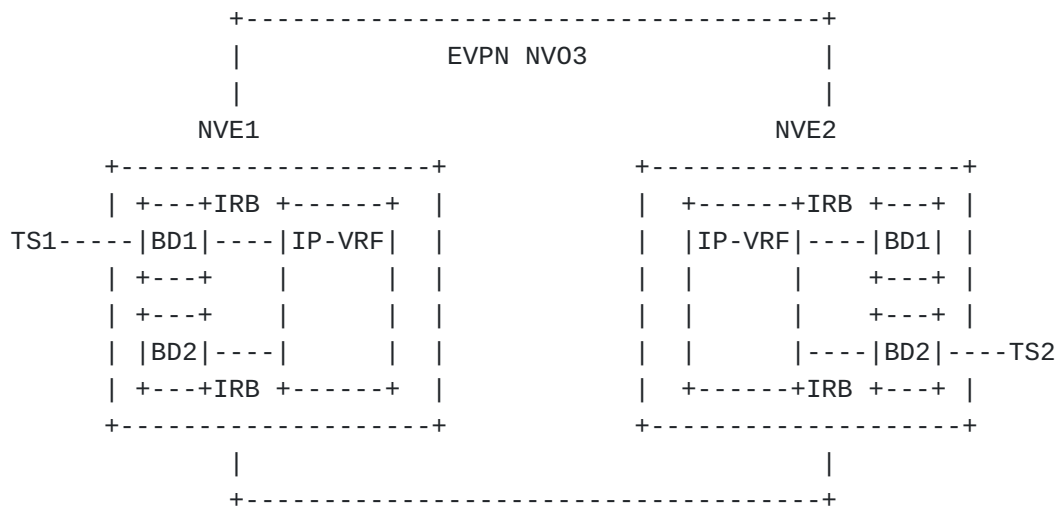 +-------------------------------------+
                |             EVPN NVO3               |
                |                                     |
             NVE1                                 NVE2
       +--------------------+            +--------------------+
       | +---+IRB +------+  |            |  +------+IRB +---+ |
 TS1-----|BD1|----|IP-VRF|  |            |  |IP-VRF|----|BD1| |
       | +---+    |      |  |            |  |      |    +---+ |
       | +---+    |      |  |            |  |      |    +---+ |
       | |BD2|----|      |  |            |  |      |----|BD2|----TS2
       | +---+IRB +------+  |            |  +------+IRB +---+ |
       +--------------------+            +--------------------+
                |                                     |
                +-------------------------------------+